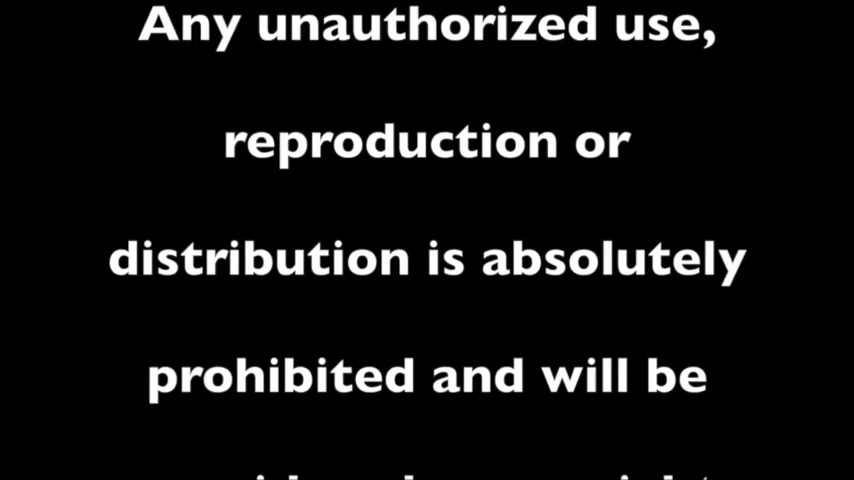 Any unauthorized use,
reproduction or
distribution is absolutely
prohibited and will be